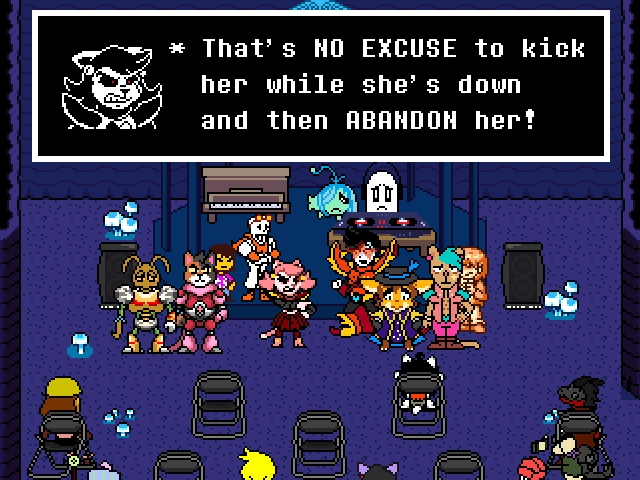 * That's NO EXCUSE to kick
her while she's down
and then ABANDON her!